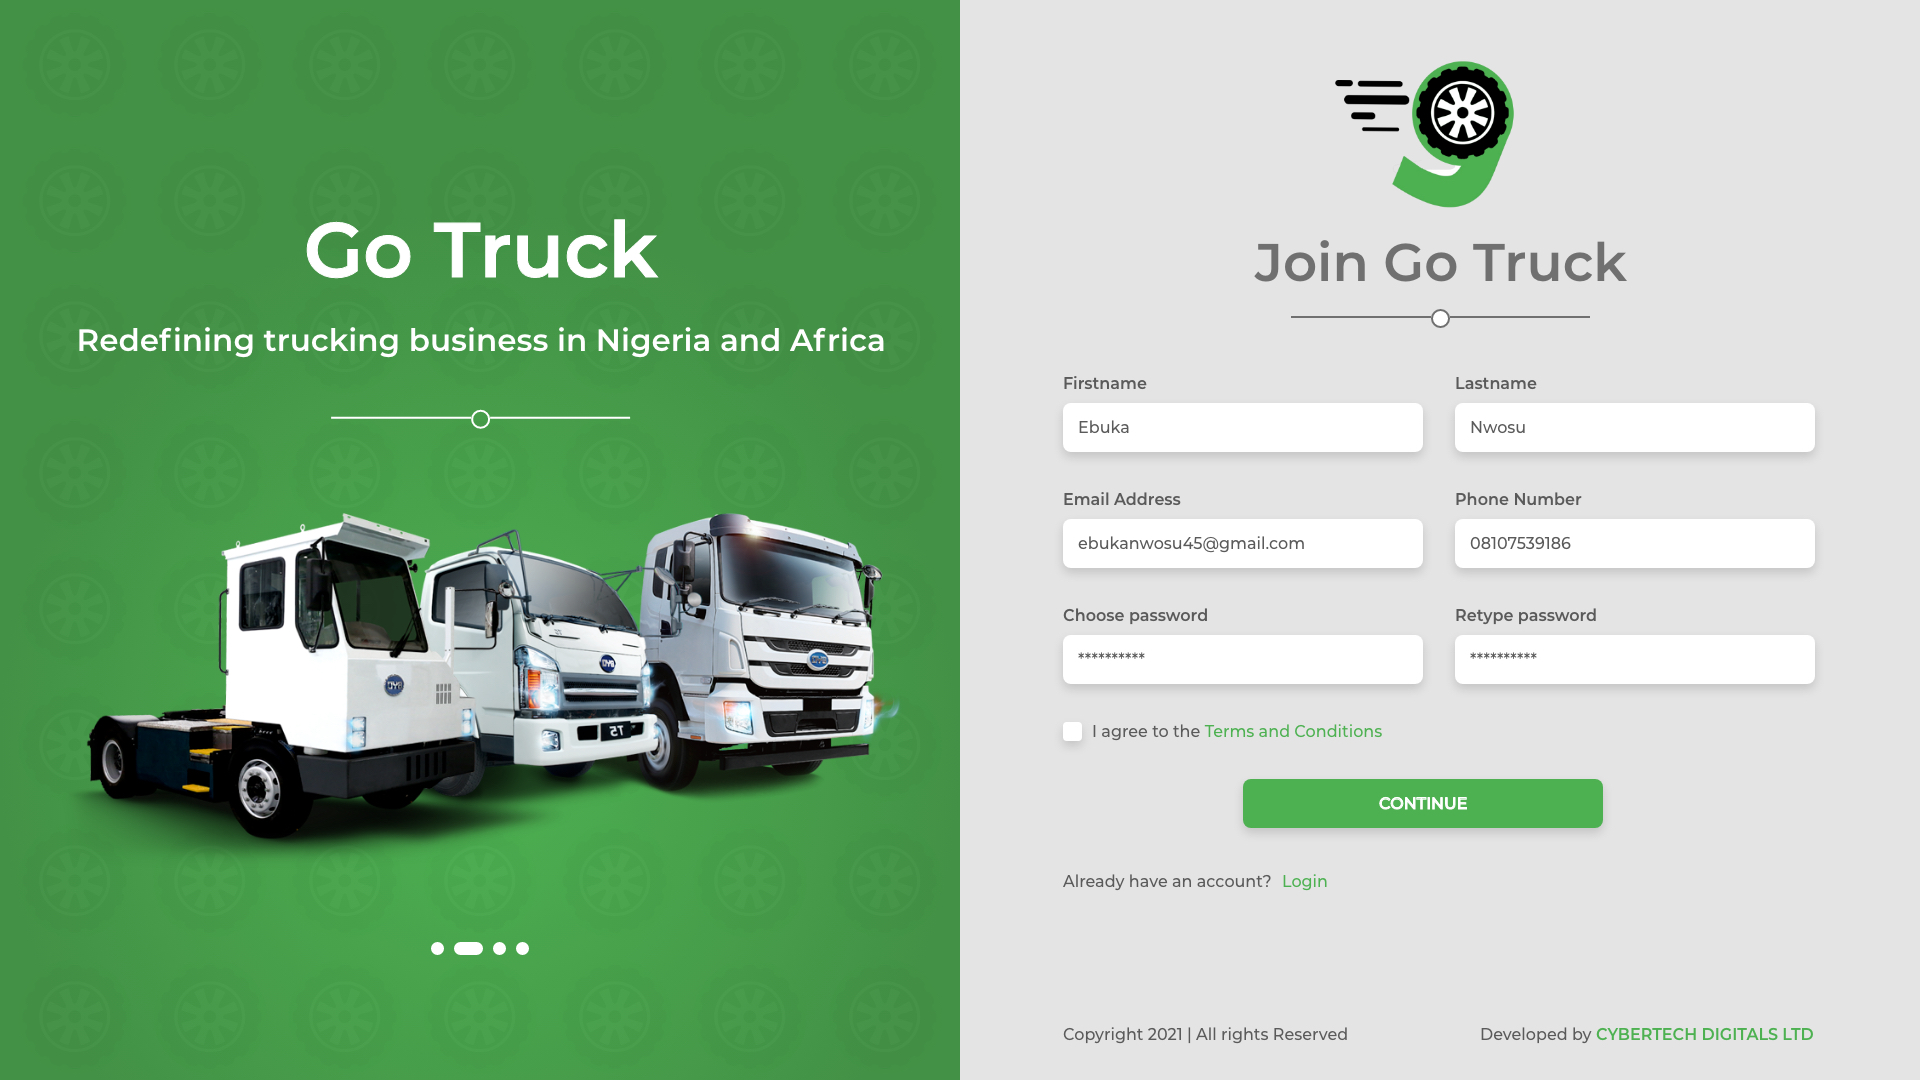 Go Truck
Redefining trucking business in Nigeria and Africa
Join Go Truck
Firstname
Lastname
Ebuka
Nwosu
Email Address
Phone Number
ebukanwosu45@gmail.com
08107539186
Choose password
Retype password
**********
**********
I agree to the Terms and Conditions
CONTINUE
Already have an account? Login
Copyright 2021 | All rights Reserved
Developed by CYBERTECH DIGITALS LTD